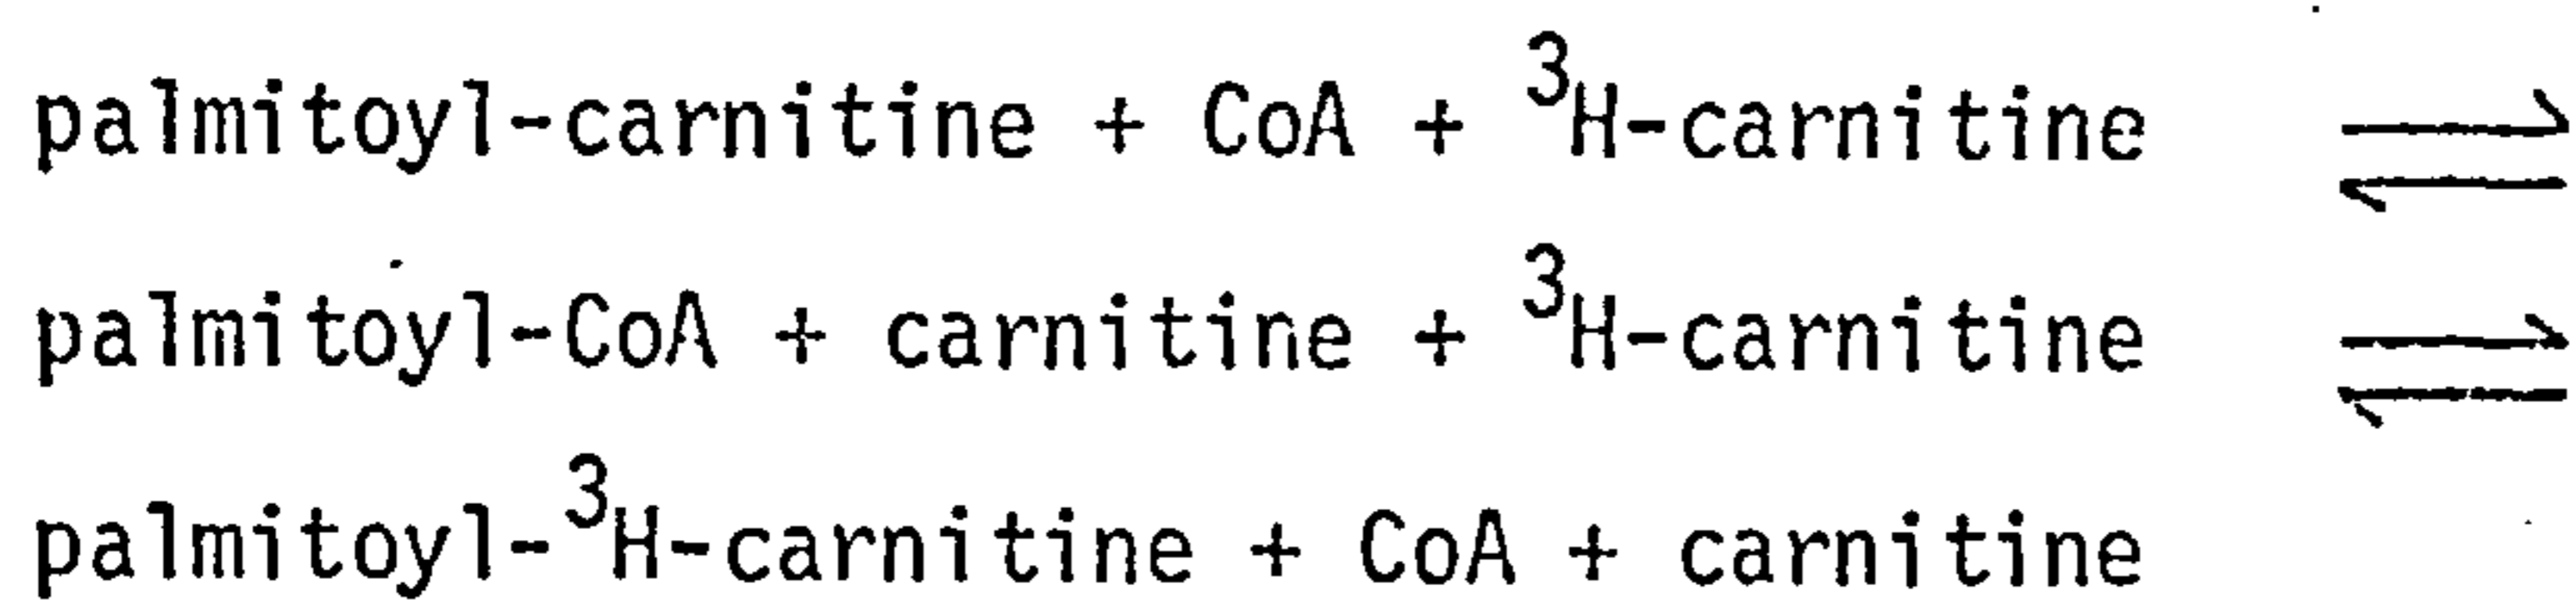 palmitoyl-carnitine + CoA + ³H-carnitine ⇌
palmitoyl-CoA + carnitine + ³H-carnitine ⇌
palmitoyl-³H-carnitine + CoA + carnitine